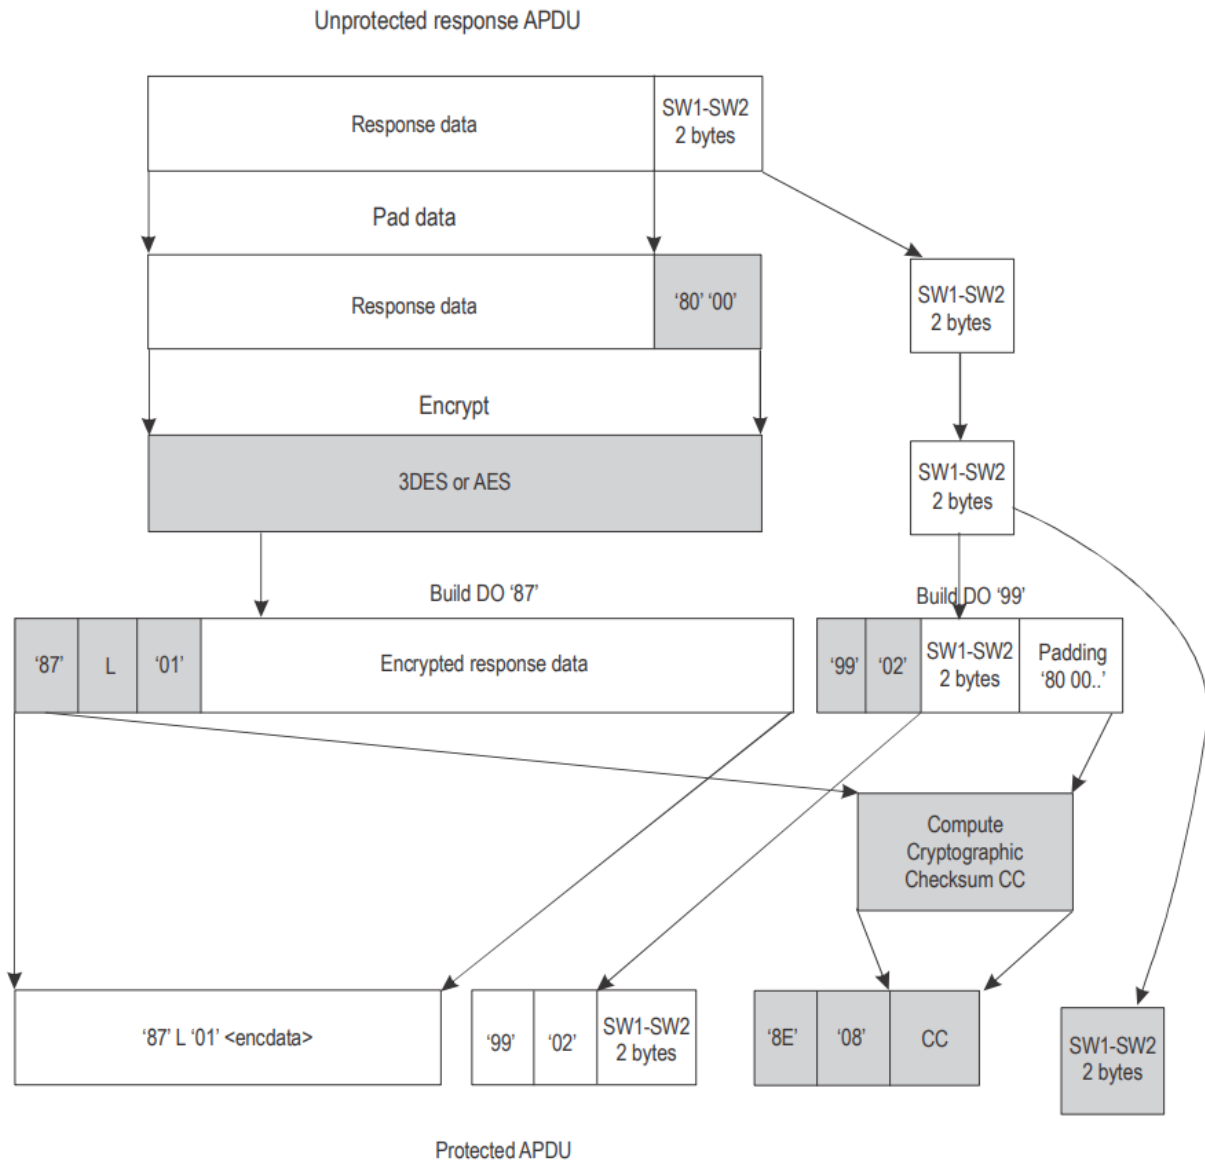 Unprotected response APDU
Response data
SW1-SW2
2 bytes
Pad data
Response data
‘80’ ‘00’
SW1-SW2
2 bytes
Encrypt
3DES or AES
SW1-SW2
2 bytes
Build DO ‘87’
Build DO ‘99’
‘87’
L
‘01’
Encrypted response data
‘99’
‘02’
SW1-SW2
2 bytes
Padding
‘80 00..’
Compute
Cryptographic
Checksum CC
‘87’ L ‘01’ <encdata>
‘99’
‘02’
SW1-SW2
2 bytes
‘8E’
‘08’
CC
SW1-SW2
2 bytes
Protected APDU